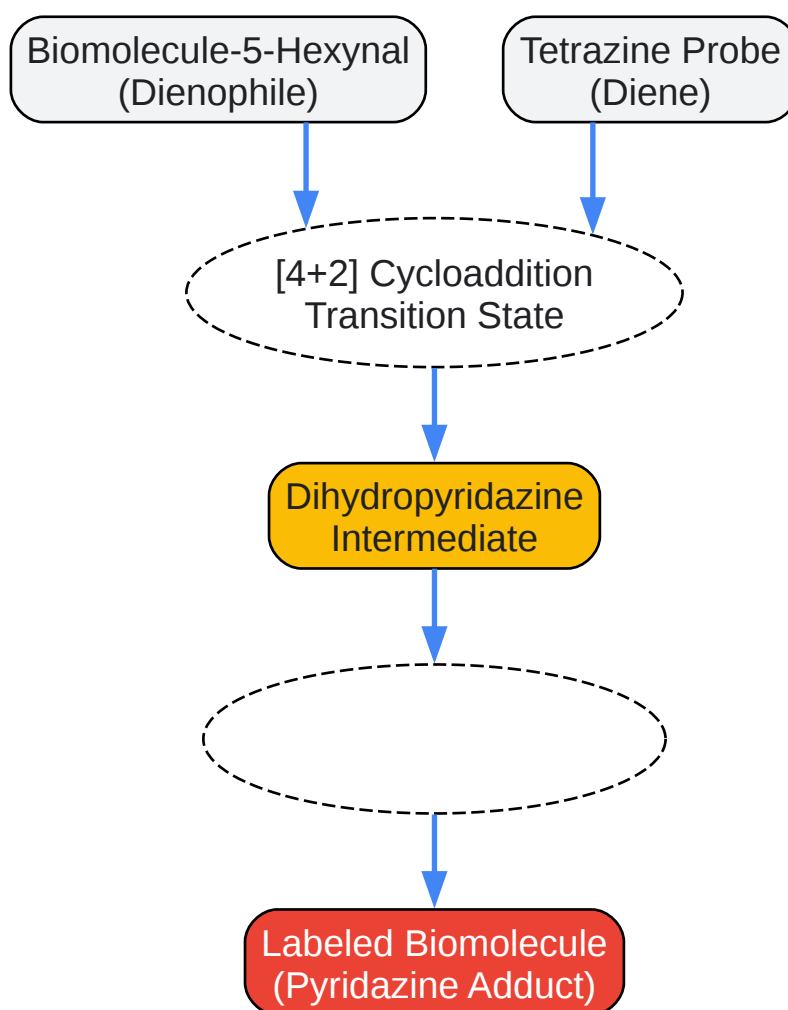 Biomolecule-5-Hexynal
(Dienophile)
Tetrazine Probe
(Diene)
[4+2] Cycloaddition
Transition State
Dihydropyridazine
Intermediate
Labeled Biomolecule
(Pyridazine Adduct)